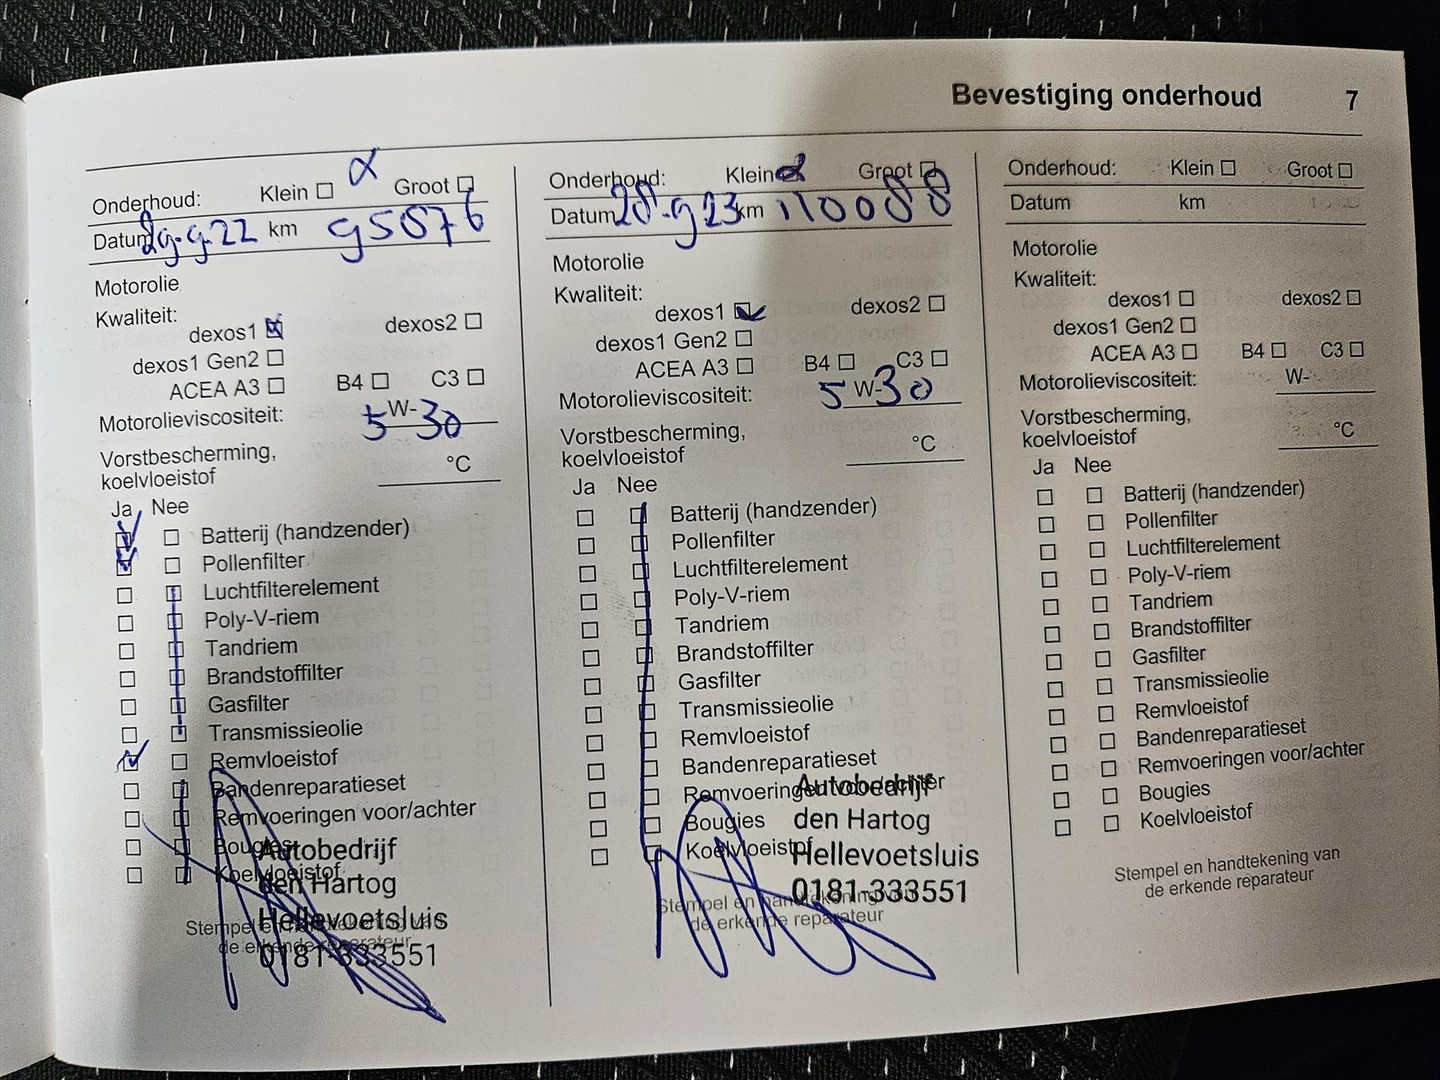 Bevestiging onderhoud 7
Onderhoud: Klein Groot
Datum 29-9-22 km 95876
Motorolie
Kwaliteit:
dexos1 dexos2
dexos1 Gen2
ACEA A3 B4 C3
Motorolieviscositeit: 5 W-30
Vorstbescherming,
koelvloeistof °C
Ja Nee
Batterij (handzender)
Pollenfilter
Luchtfilterelement
Poly-V-riem
Tandriem
Brandstoffilter
Gasfilter
Transmissieolie
Remvloeistof
Bandenreparatieset
Remvoeringen voor/achter
Bougies
Koelvloeistof
Autobedrijf
den Hartog
Hellevoetsluis
0181-333551
Stempel en handtekening van
de erkende reparateur
Onderhoud: Klein Groot
Datum 28-9 23 km 110088
Motorolie
Kwaliteit:
dexos1 dexos2
dexos1 Gen2
ACEA A3 B4 C3
Motorolieviscositeit: 5 W-30
Vorstbescherming,
koelvloeistof °C
Ja Nee
Batterij (handzender)
Pollenfilter
Luchtfilterelement
Poly-V-riem
Tandriem
Brandstoffilter
Gasfilter
Transmissieolie
Remvloeistof
Bandenreparatieset
Remvoeringen voor/achter
Bougies
Koelvloeistof
Autobedrijf
den Hartog
Hellevoetsluis
0181-333551
Stempel en handtekening van
de erkende reparateur
Onderhoud: Klein Groot
Datum km
Motorolie
Kwaliteit:
dexos1 dexos2
dexos1 Gen2
ACEA A3 B4 C3
Motorolieviscositeit: W-
Vorstbescherming,
koelvloeistof °C
Ja Nee
Batterij (handzender)
Pollenfilter
Luchtfilterelement
Poly-V-riem
Tandriem
Brandstoffilter
Gasfilter
Transmissieolie
Remvloeistof
Bandenreparatieset
Remvoeringen voor/achter
Bougies
Koelvloeistof
Stempel en handtekening van
de erkende reparateur